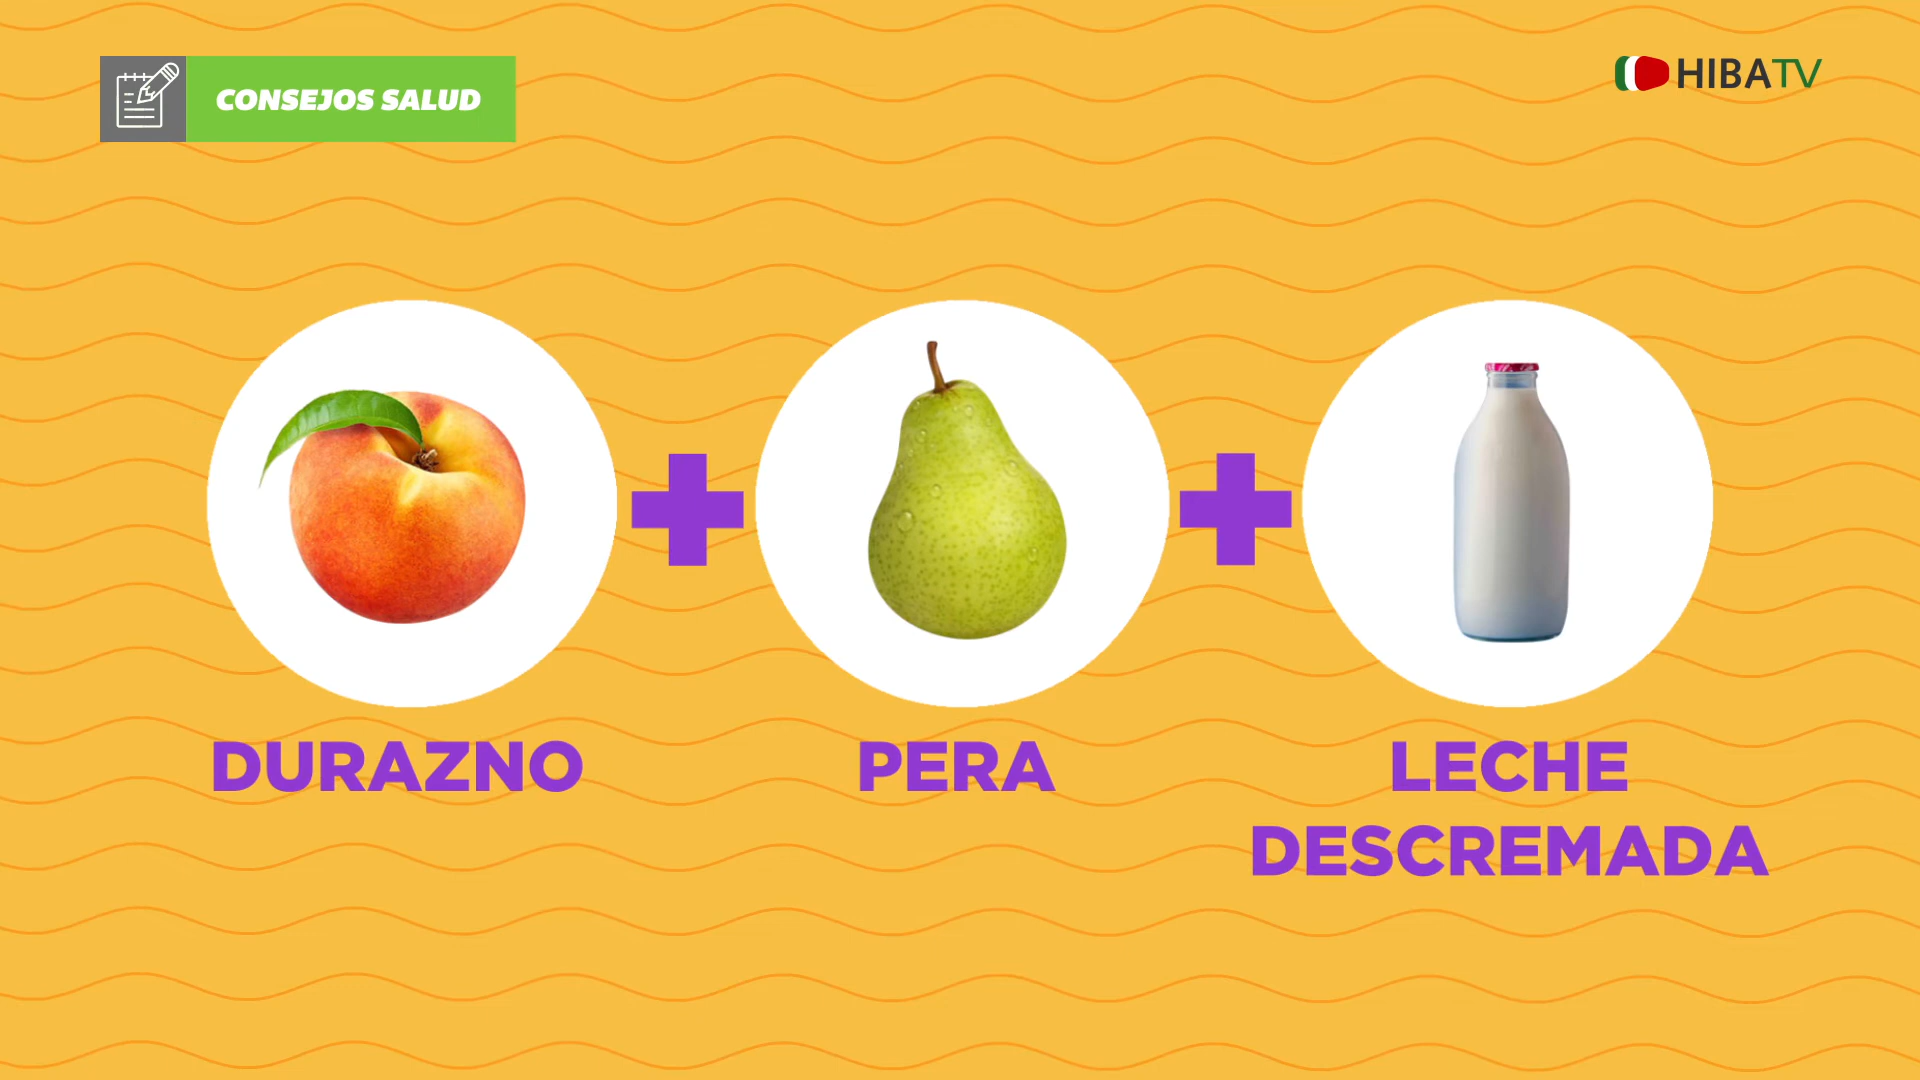 CONSEJOS SALUD
HIBATV
DURAZNO
PERA
LECHE
DESCREMADA